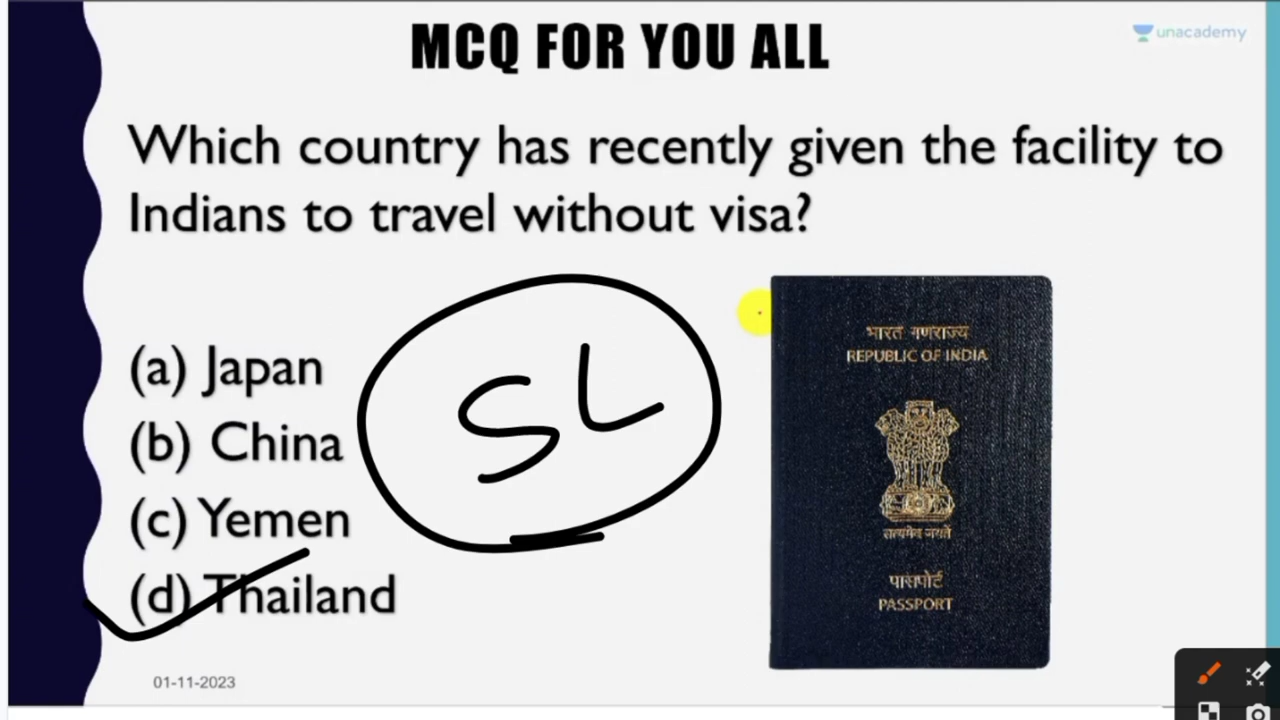 MCQ FOR YOU ALL
unacademy
Which country has recently given the facility to
Indians to travel without visa?
(a) Japan
(b) China
(c) Yemen
(d) Thailand
SL
भारत गणराज्य
REPUBLIC OF INDIA
सत्यमेव जयते
पासपोर्ट
PASSPORT
01-11-2023